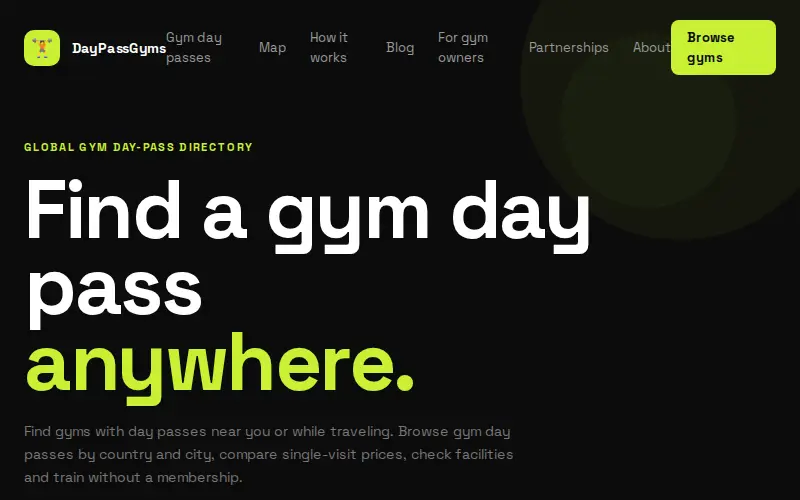 DayPassGyms
Gym day
passes
Map
How it
works
Blog
For gym
owners
Partnerships
About
Browse
gyms
GLOBAL GYM DAY-PASS DIRECTORY
Find a gym day
pass
anywhere.
Find gyms with day passes near you or while traveling. Browse gym day
passes by country and city, compare single-visit prices, check facilities
and train without a membership.